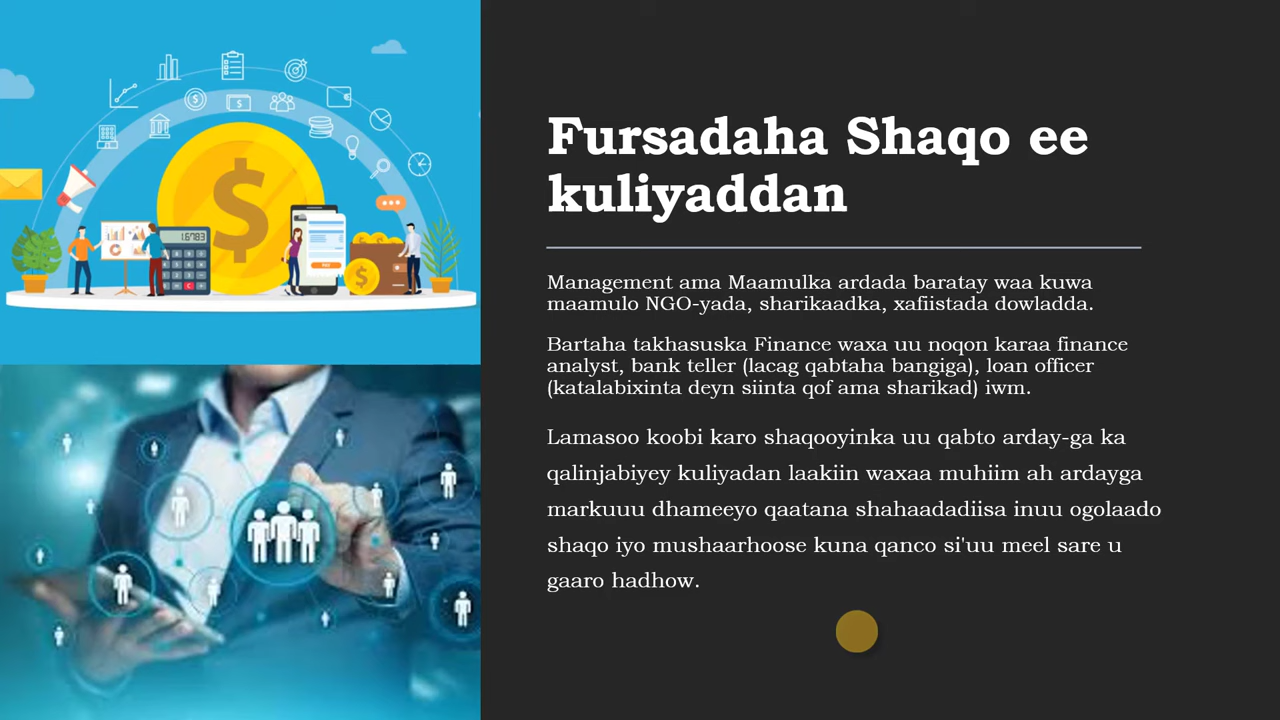 Fursadaha Shaqo ee
kuliyaddan
Management ama Maamulka ardada baratay waa kuwa
maamulo NGO-yada, sharikaadka, xafiistada dowladda.
Bartaha takhasuska Finance waxa uu noqon karaa finance
analyst, bank teller (lacag qabtaha bangiga), loan officer
(katalabixinta deyn siinta qof ama sharikad) iwm.
Lamasoo koobi karo shaqooyinka uu qabto arday-ga ka
qalinjabiyey kuliyadan laakiin waxaa muhiim ah ardayga
markuuu dhameeyo qaatana shahaadadiisa inuu ogolaado
shaqo iyo mushaarhoose kuna qanco si'uu meel sare u
gaaro hadhow.